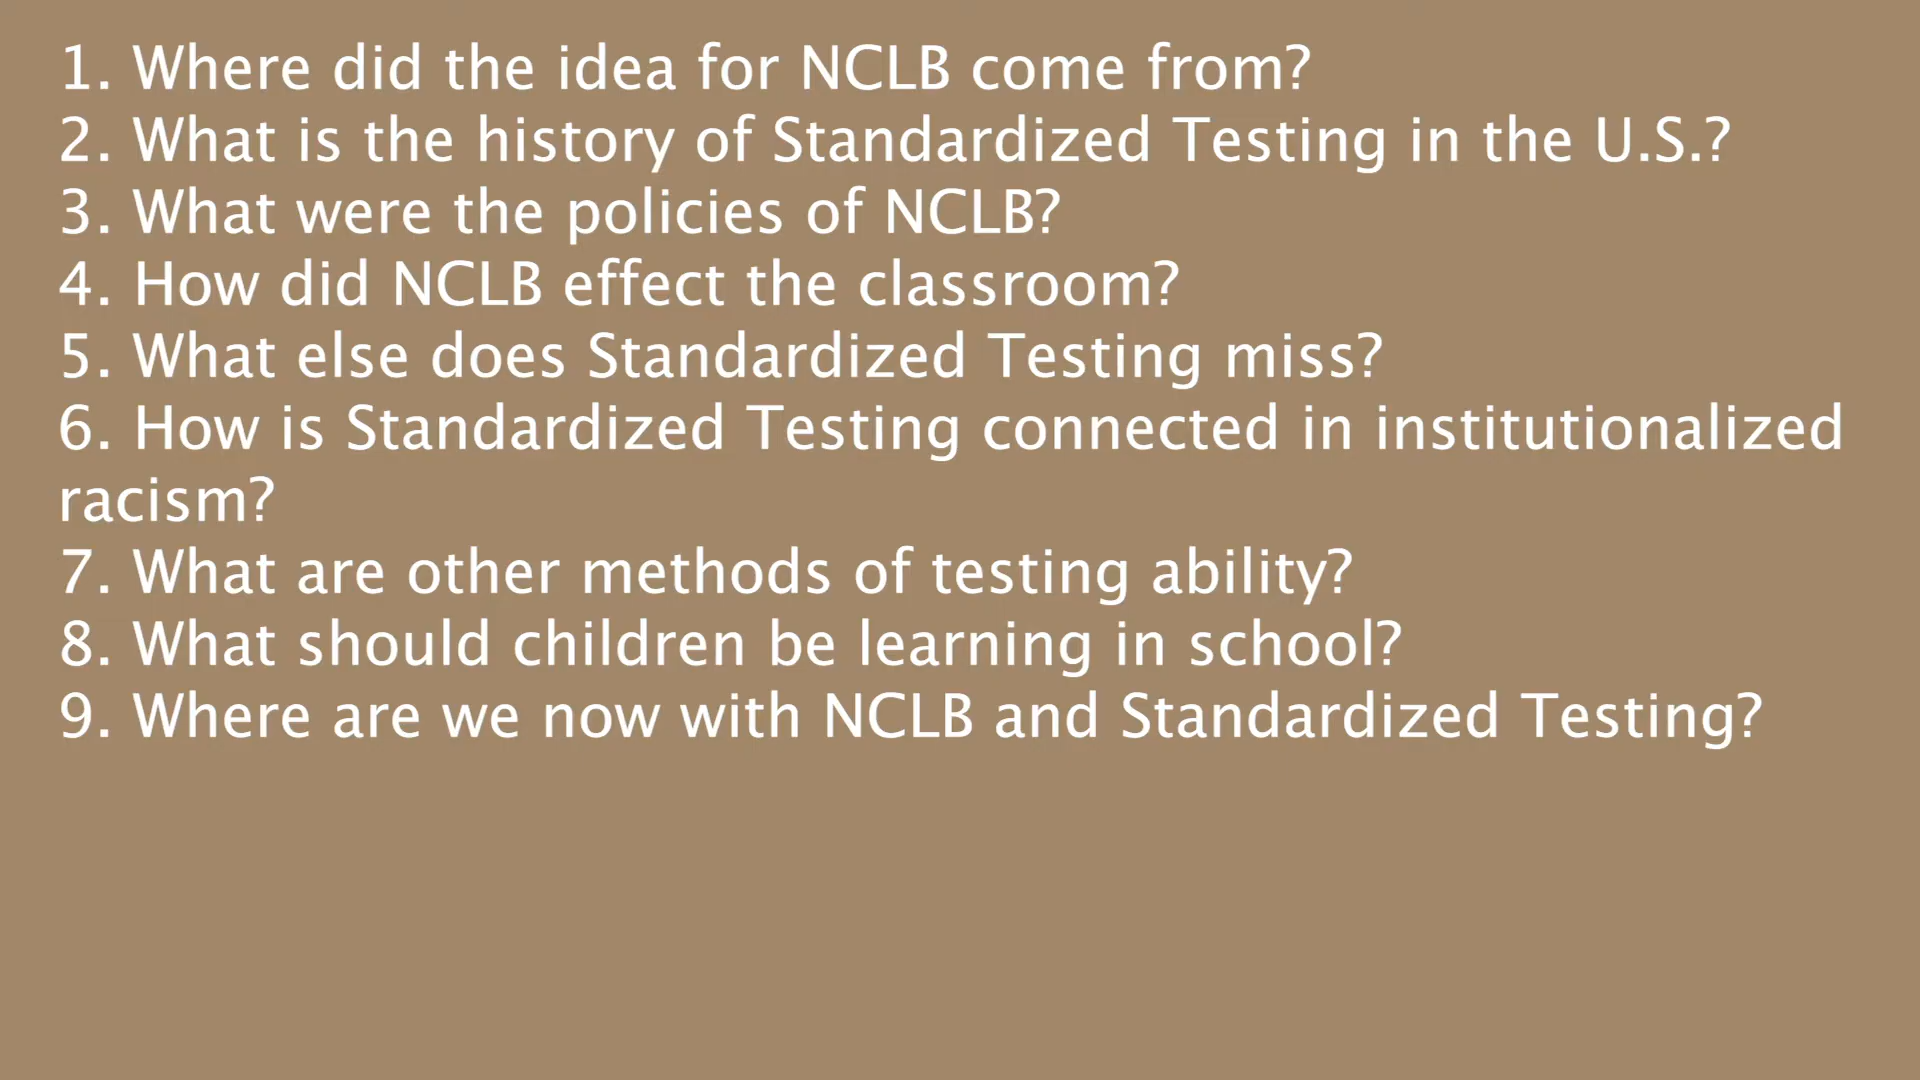 1. Where did the idea for NCLB come from?
2. What is the history of Standardized Testing in the U.S.?
3. What were the policies of NCLB?
4. How did NCLB effect the classroom?
5. What else does Standardized Testing miss?
6. How is Standardized Testing connected in institutionalized
racism?
7. What are other methods of testing ability?
8. What should children be learning in school?
9. Where are we now with NCLB and Standardized Testing?